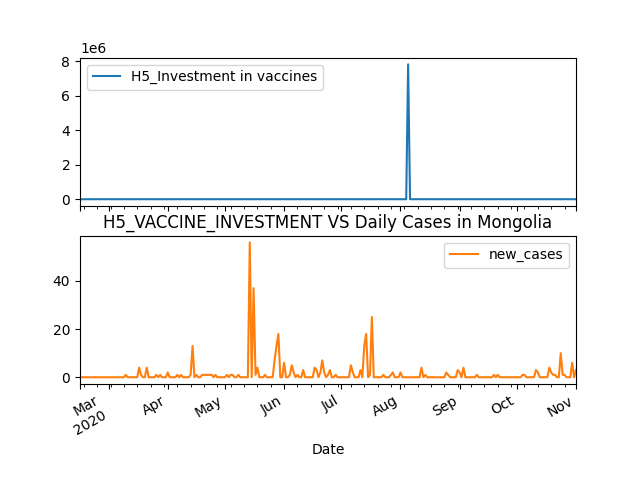 1e6
8
6
4
2
0
H5_Investment in vaccines
H5_VACCINE_INVESTMENT VS Daily Cases in Mongolia
40
20
0
new_cases
Mar
2020
Apr
May
Jun
Jul
Aug
Sep
Oct
Nov
Date